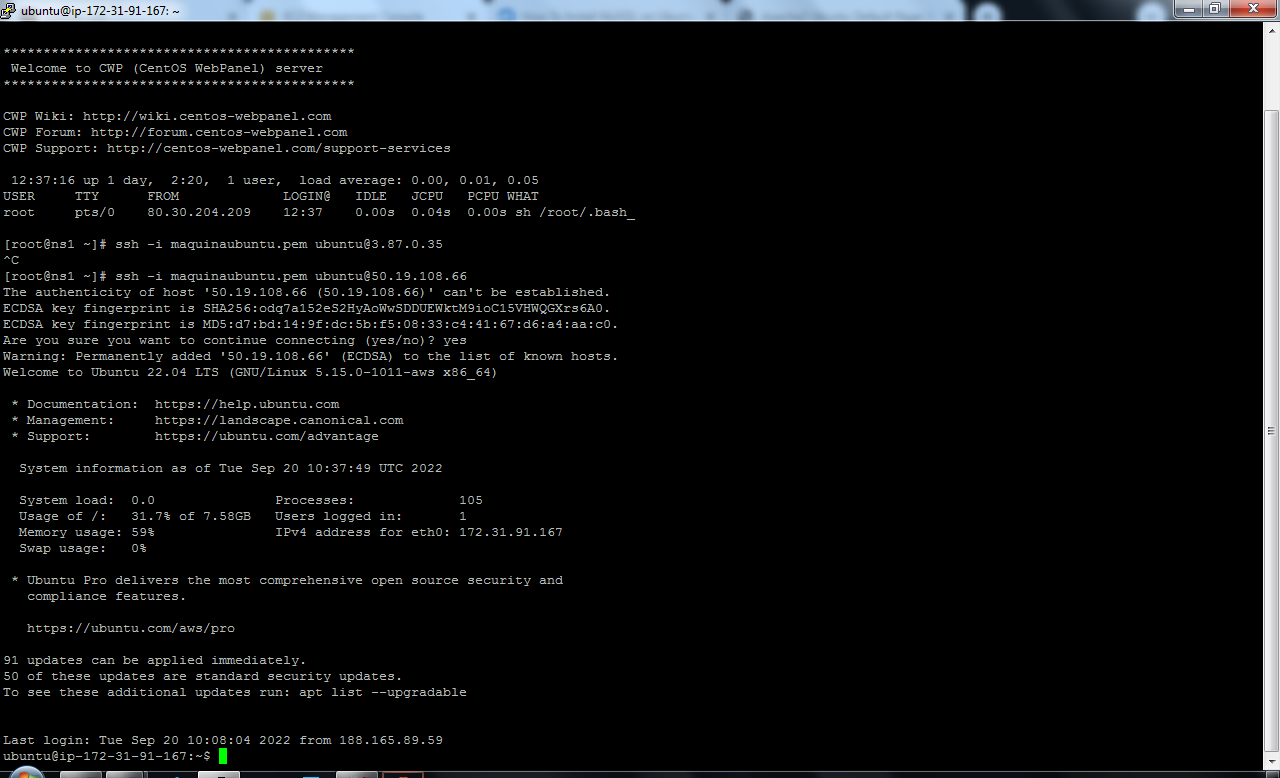 ubuntu@ip-172-31-91-167: ~
********************************************
Welcome to CWP (CentOS WebPanel) server
********************************************
CWP Wiki: http://wiki.centos-webpanel.com
CWP Forum: http://forum.centos-webpanel.com
CWP Support: http://centos-webpanel.com/support-services
12:37:16 up 1 day,  2:20,  1 user,  load average: 0.00, 0.01, 0.05
USER     TTY      FROM             LOGIN@   IDLE   JCPU   PCPU WHAT
root     pts/0    80.30.204.209    12:37    0.00s  0.04s  0.00s sh /root/.bash_
[root@ns1 ~]# ssh -i maquinaubuntu.pem ubuntu@3.87.0.35
^C
[root@ns1 ~]# ssh -i maquinaubuntu.pem ubuntu@50.19.108.66
The authenticity of host '50.19.108.66 (50.19.108.66)' can't be established.
ECDSA key fingerprint is SHA256:odq7a152eS2HyAoWwSDDUEWktM9ioC15VHWQGXrs6A0.
ECDSA key fingerprint is MD5:d7:bd:14:9f:dc:5b:f5:08:33:c4:41:67:d6:a4:aa:c0.
Are you sure you want to continue connecting (yes/no)? yes
Warning: Permanently added '50.19.108.66' (ECDSA) to the list of known hosts.
Welcome to Ubuntu 22.04 LTS (GNU/Linux 5.15.0-1011-aws x86_64)
* Documentation:  https://help.ubuntu.com
* Management:     https://landscape.canonical.com
* Support:        https://ubuntu.com/advantage
System information as of Tue Sep 20 10:37:49 UTC 2022
System load:  0.0               Processes:             105
Usage of /:   31.7% of 7.58GB   Users logged in:       1
Memory usage: 59%               IPv4 address for eth0: 172.31.91.167
Swap usage:   0%
* Ubuntu Pro delivers the most comprehensive open source security and
compliance features.
https://ubuntu.com/aws/pro
91 updates can be applied immediately.
50 of these updates are standard security updates.
To see these additional updates run: apt list --upgradable
Last login: Tue Sep 20 10:08:04 2022 from 188.165.89.59
ubuntu@ip-172-31-91-167:~$